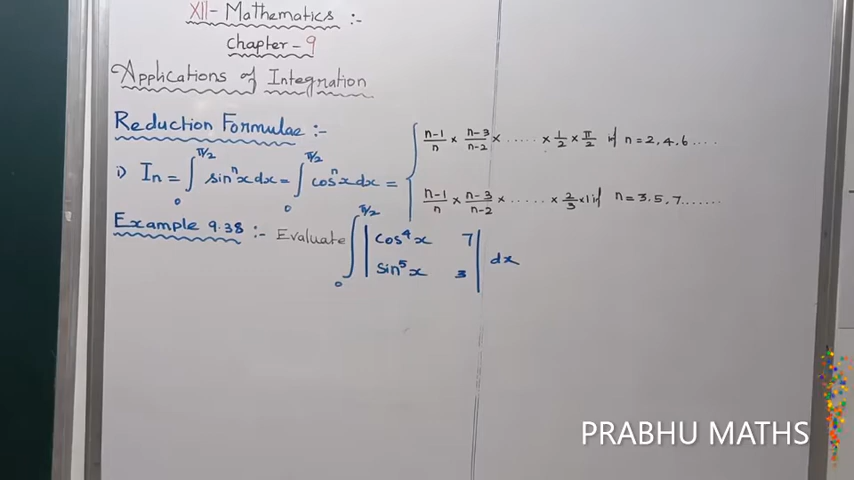 XII- Mathematics :-
Chapter - 9
Applications of Integration
Reduction Formulae :-
i) Iₙ = ∫₀^π/2 sinⁿx dx = ∫₀^π/2 cosⁿx dx = { n-1/n × n-3/n-2 × ..... × 1/2 × π/2 if n = 2, 4, 6 ....
n-1/n × n-3/n-2 × ..... × 2/3 × 1 if n = 3, 5, 7 .......
Example 9.38 :- Evaluate ∫₀^π/2 | cos⁴x 7 | dx
| sin⁵x 3 |
PRABHU MATHS